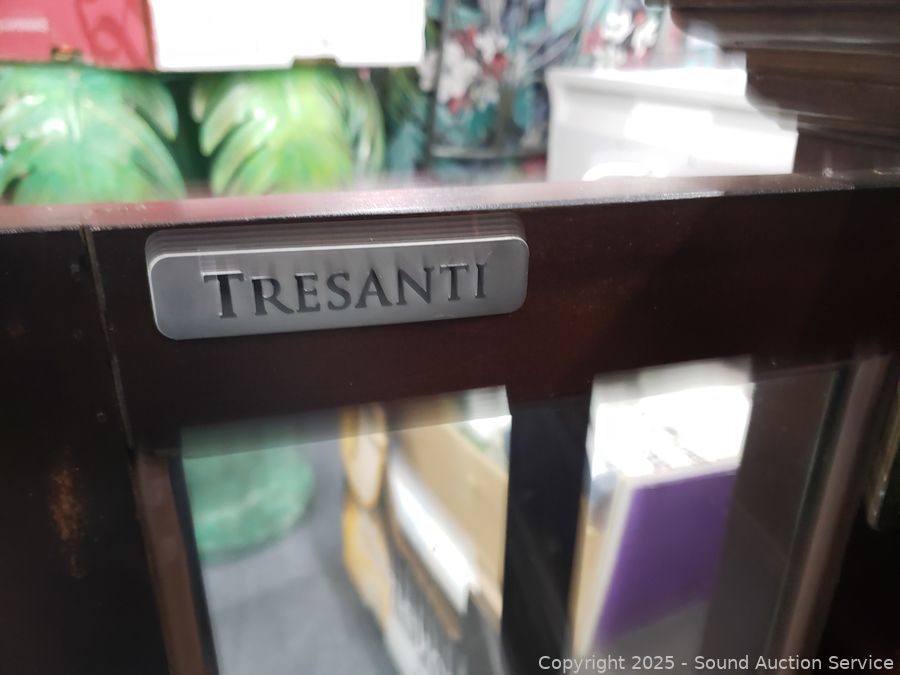 TRESANTI
Copyright 2025 - Sound Auction Service